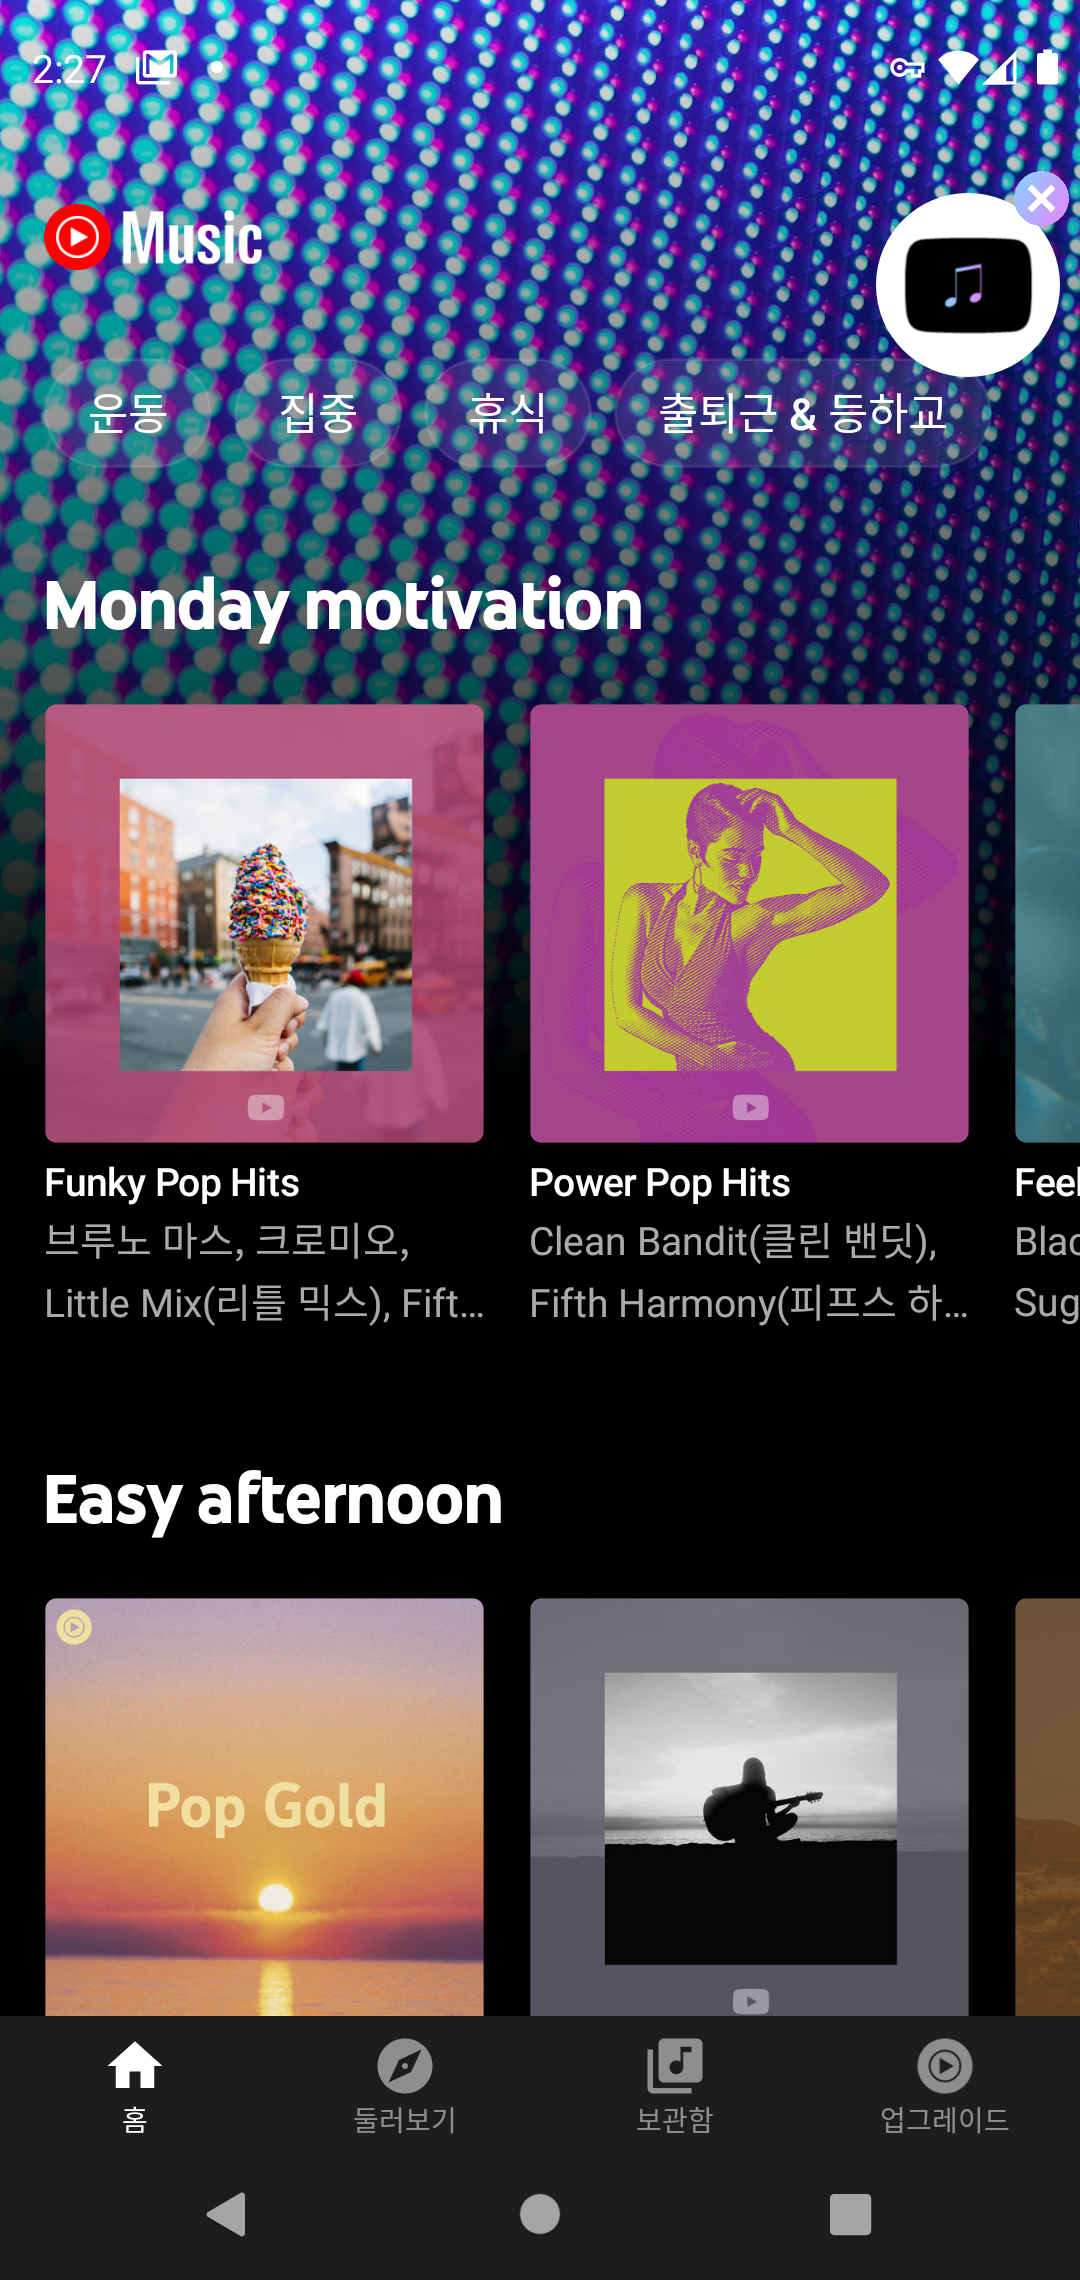 2:27
Music
운동 집중 휴식 출퇴근 & 등하교
Monday motivation
Funky Pop Hits
브루노 마스, 크로미오,
Little Mix(리틀 믹스), Fift...
Power Pop Hits
Clean Bandit(클린 밴딧),
Fifth Harmony(피프스 하...
Feel
Blac
Sug
Easy afternoon
Pop Gold
홈 둘러보기 보관함 업그레이드